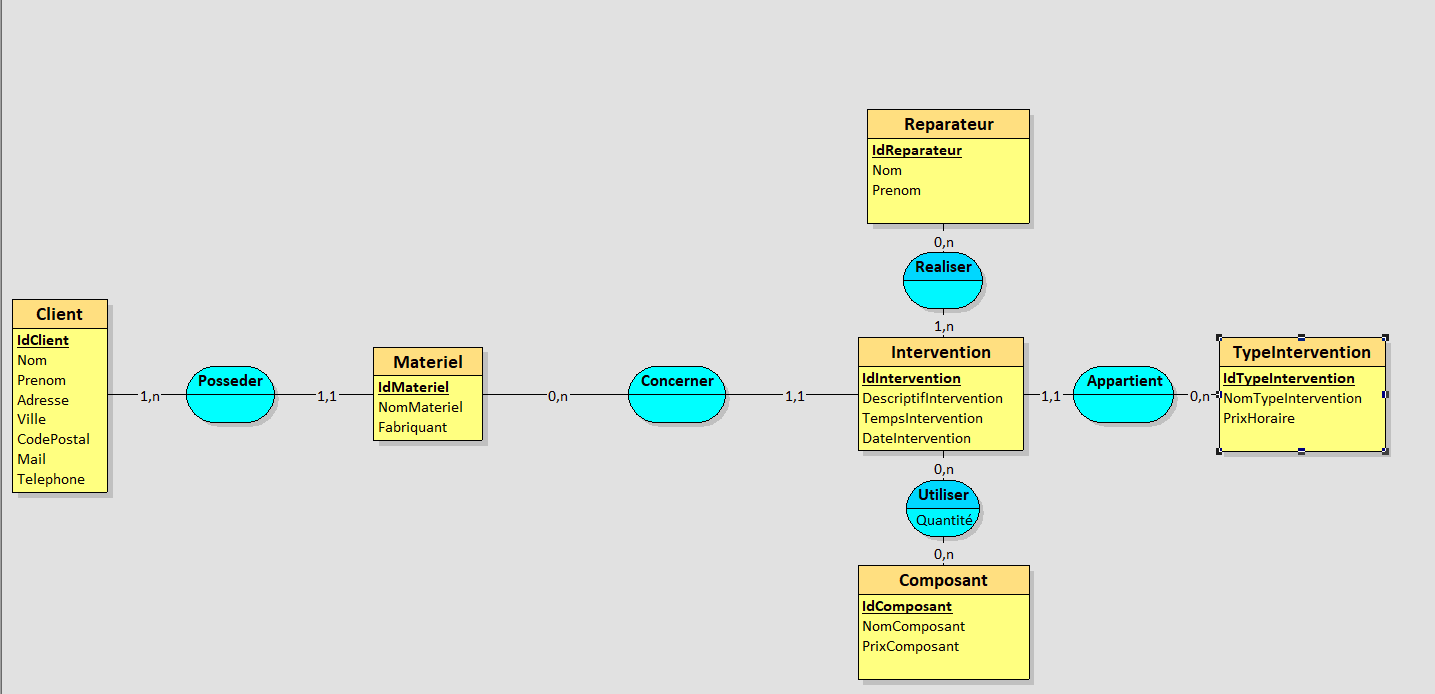 Reparateur
IdReparateur
Nom
Prenom
0,n
Realiser
1,n
Client
IdClient
Nom
Prenom
Adresse
Ville
CodePostal
Mail
Telephone
1,n
Posseder
1,1
Materiel
IdMateriel
NomMateriel
Fabriquant
0,n
Concerner
1,1
Intervention
IdIntervention
DescriptifIntervention
TempsIntervention
DateIntervention
1,1
Appartient
0,n
TypeIntervention
IdTypeIntervention
NomTypeIntervention
PrixHoraire
0,n
Utiliser
Quantité
0,n
Composant
IdComposant
NomComposant
PrixComposant